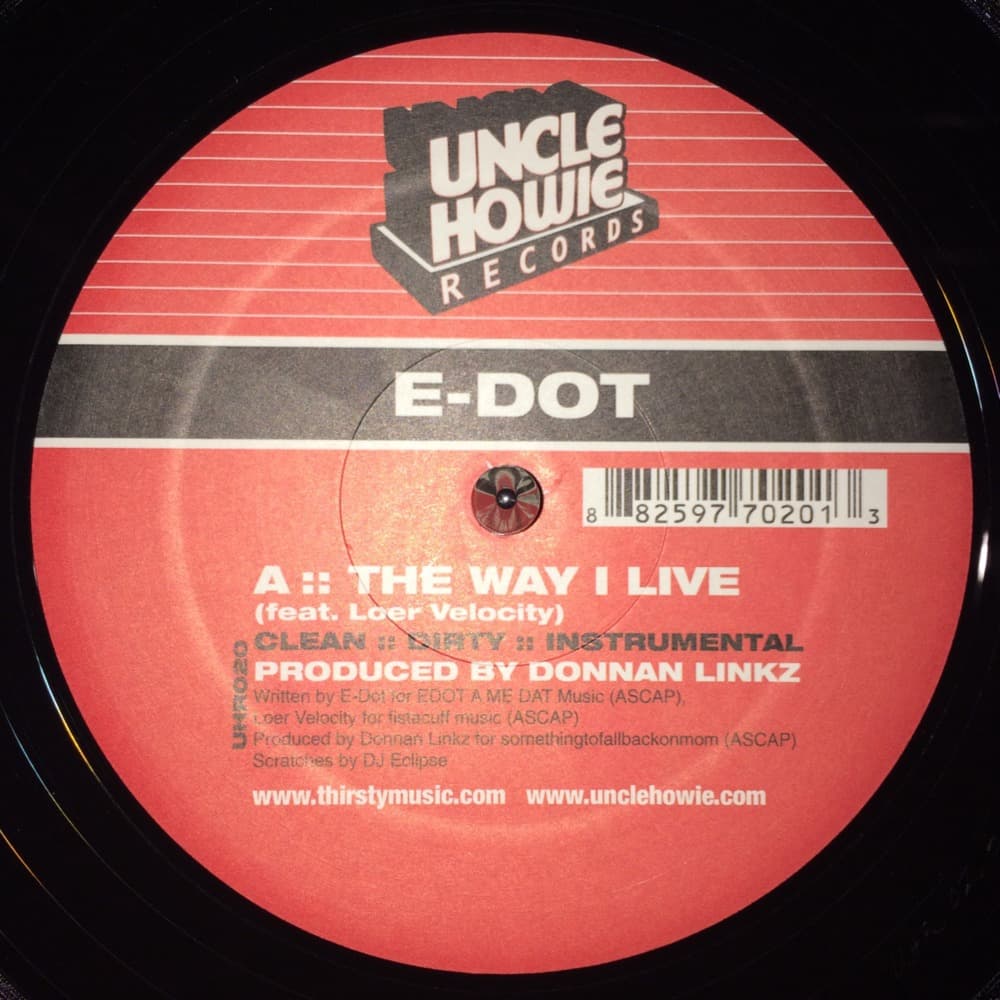 UNCLE
HOWIE
RECORDS
E-DOT
8 82597 70201 3
A :: THE WAY I LIVE
(feat. Loer Velocity)
CLEAN :: DIRTY :: INSTRUMENTAL
PRODUCED BY DONNAN LINKZ
Written by E-Dot for EDOT A ME DAT Music (ASCAP),
Loer Velocity for fistacuff music (ASCAP)
Produced by Donnan Linkz for somethingtofallbackonmom (ASCAP)
Scratches by DJ Eclipse
UHR020
www.thirstymusic.com www.unclehowie.com